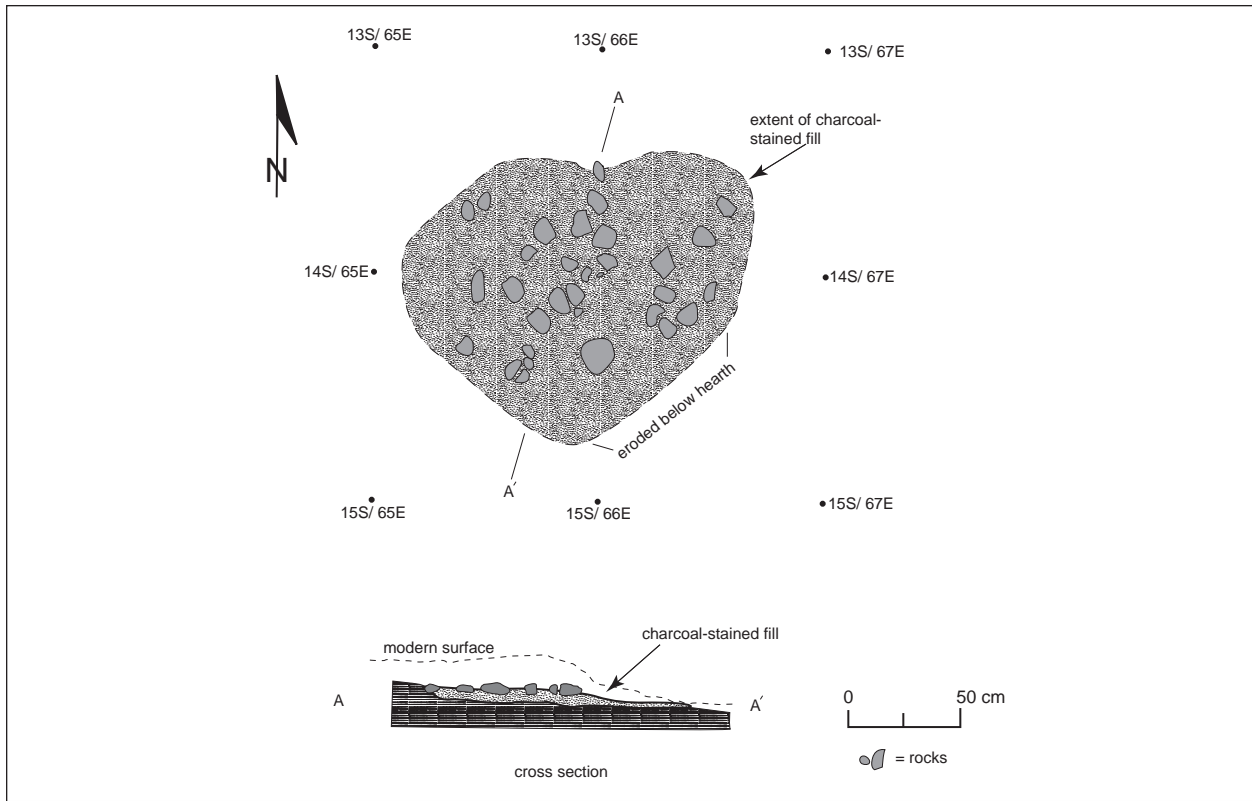 13S/ 65E
13S/ 66E
13S/ 67E
A
extent of charcoal-
stained fill
N
14S/ 65E
14S/ 67E
eroded below hearth
A'
15S/ 65E
15S/ 66E
15S/ 67E
charcoal-stained fill
modern surface
A
A'
0
50 cm
= rocks
cross section